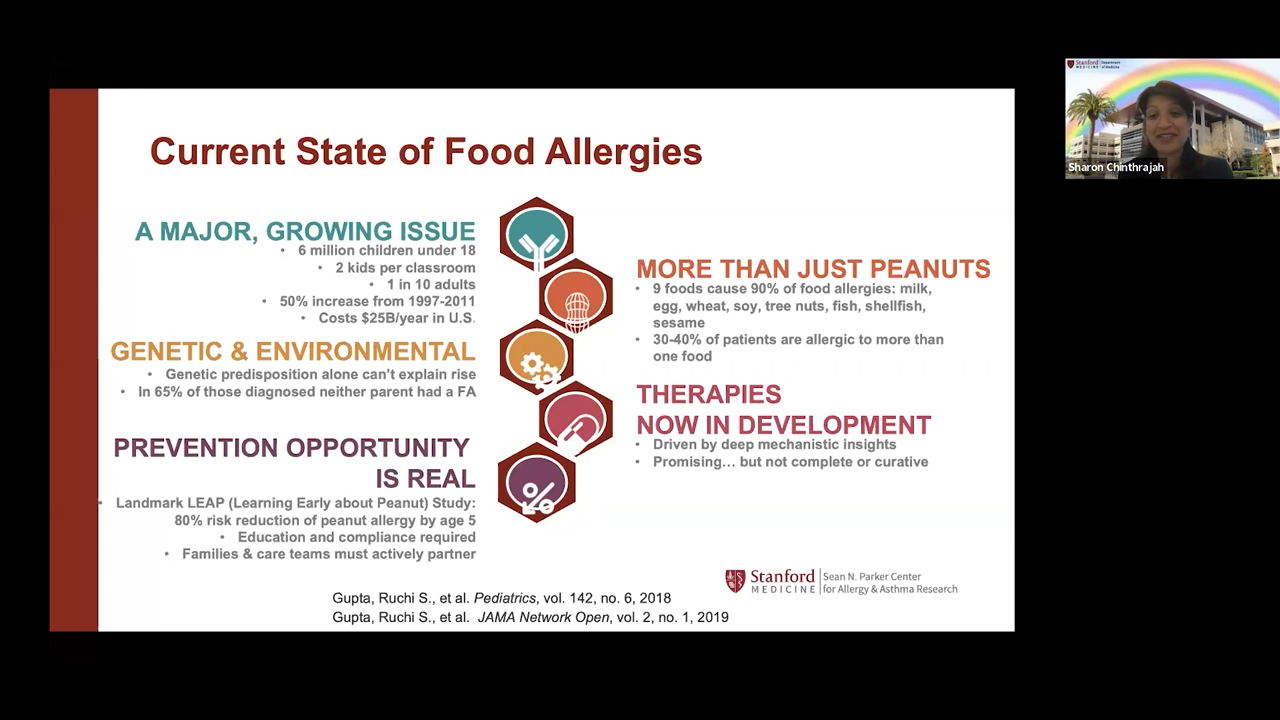 Current State of Food Allergies
A MAJOR, GROWING ISSUE
• 6 million children under 18
• 2 kids per classroom
• 1 in 10 adults
• 50% increase from 1997-2011
• Costs $25B/year in U.S.
GENETIC & ENVIRONMENTAL
• Genetic predisposition alone can’t explain rise
• In 65% of those diagnosed neither parent had a FA
PREVENTION OPPORTUNITY
IS REAL
• Landmark LEAP (Learning Early about Peanut) Study:
80% risk reduction of peanut allergy by age 5
• Education and compliance required
• Families & care teams must actively partner
MORE THAN JUST PEANUTS
• 9 foods cause 90% of food allergies: milk,
egg, wheat, soy, tree nuts, fish, shellfish,
sesame
• 30-40% of patients are allergic to more than
one food
THERAPIES
NOW IN DEVELOPMENT
• Driven by deep mechanistic insights
• Promising… but not complete or curative
Stanford
MEDICINE
Sean N. Parker Center
for Allergy & Asthma Research
Gupta, Ruchi S., et al. Pediatrics, vol. 142, no. 6, 2018
Gupta, Ruchi S., et al. JAMA Network Open, vol. 2, no. 1, 2019
Stanford
MEDICINE
Department
of Medicine
Sharon Chinthrajah